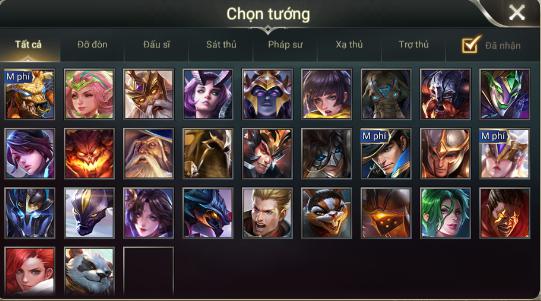 Chọn tướng
Tất cả Đỡ đòn Đấu sĩ Sát thủ Pháp sư Xạ thủ Trợ thủ Đã nhận
M phí
M phí M phí